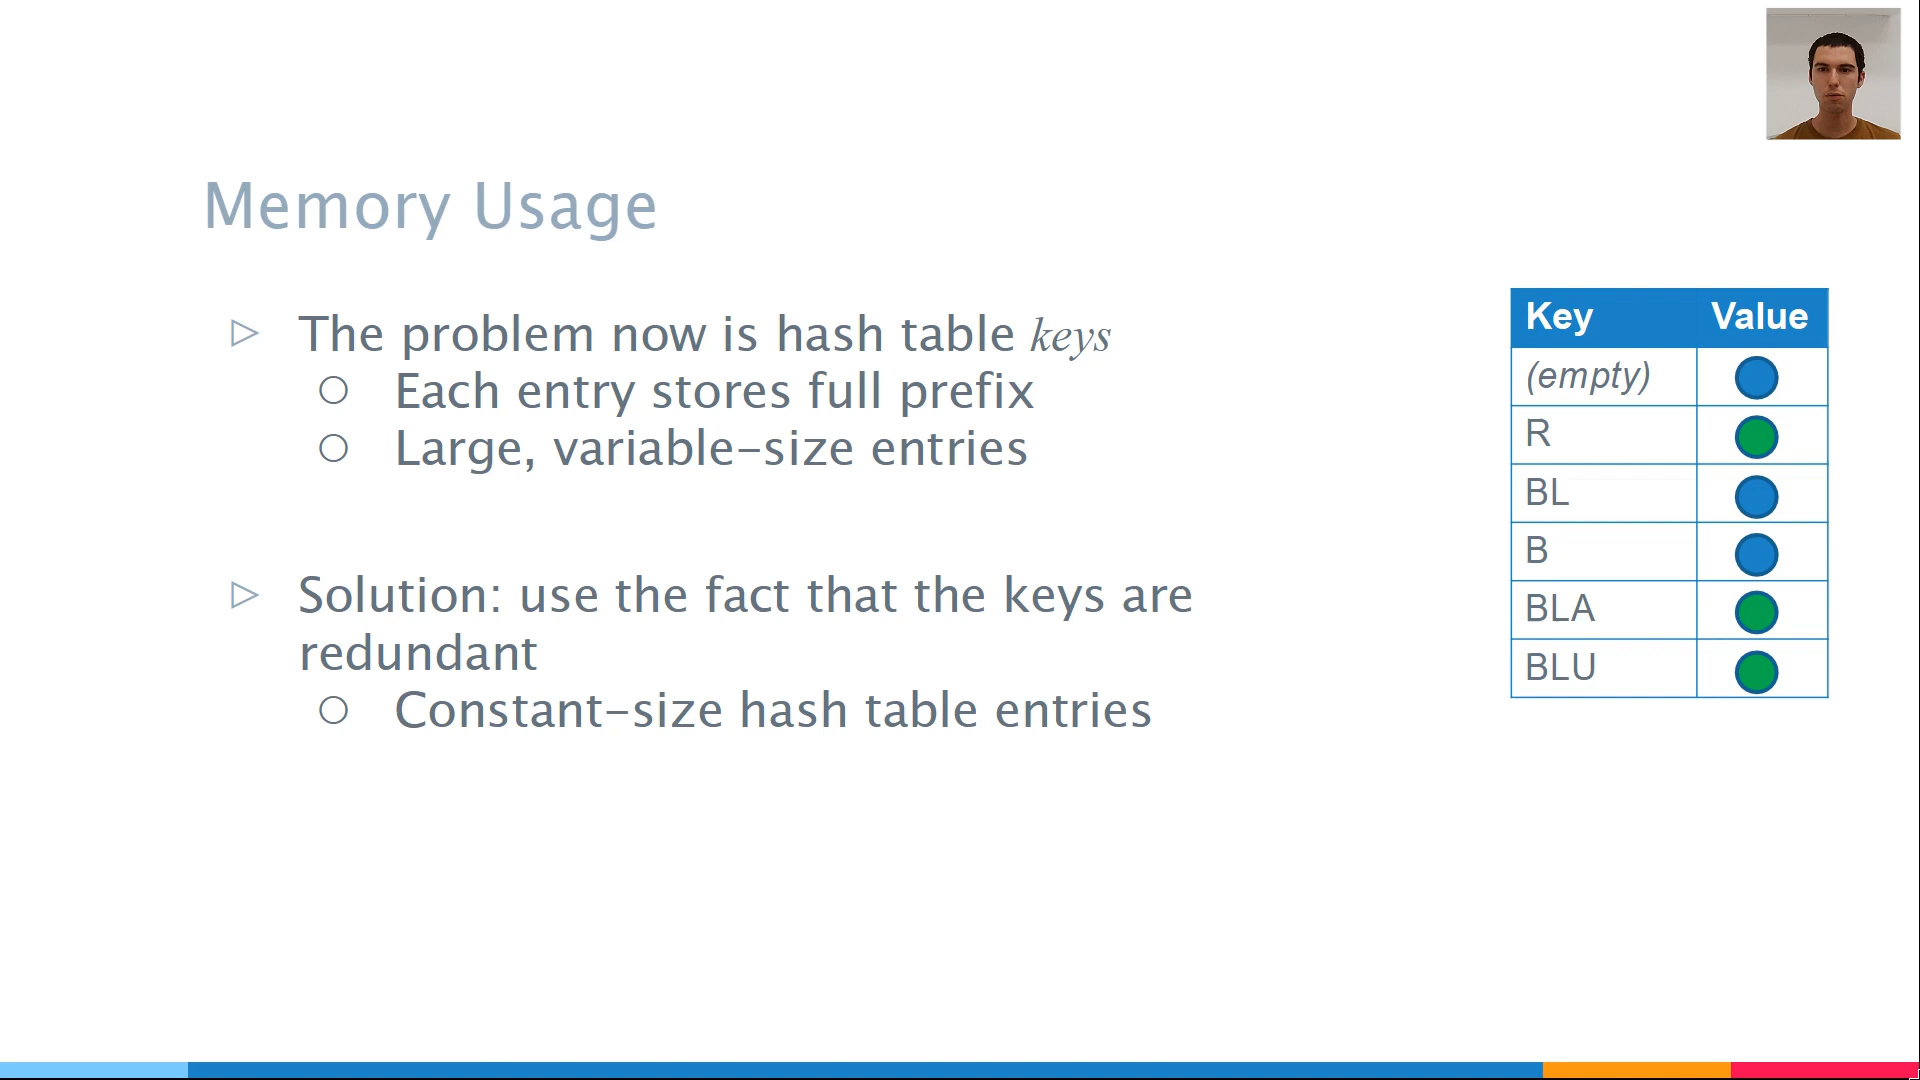 Memory Usage
The problem now is hash table keys
Each entry stores full prefix
Large, variable-size entries
Solution: use the fact that the keys are
redundant
Constant-size hash table entries
Key Value
(empty)
R
BL
B
BLA
BLU